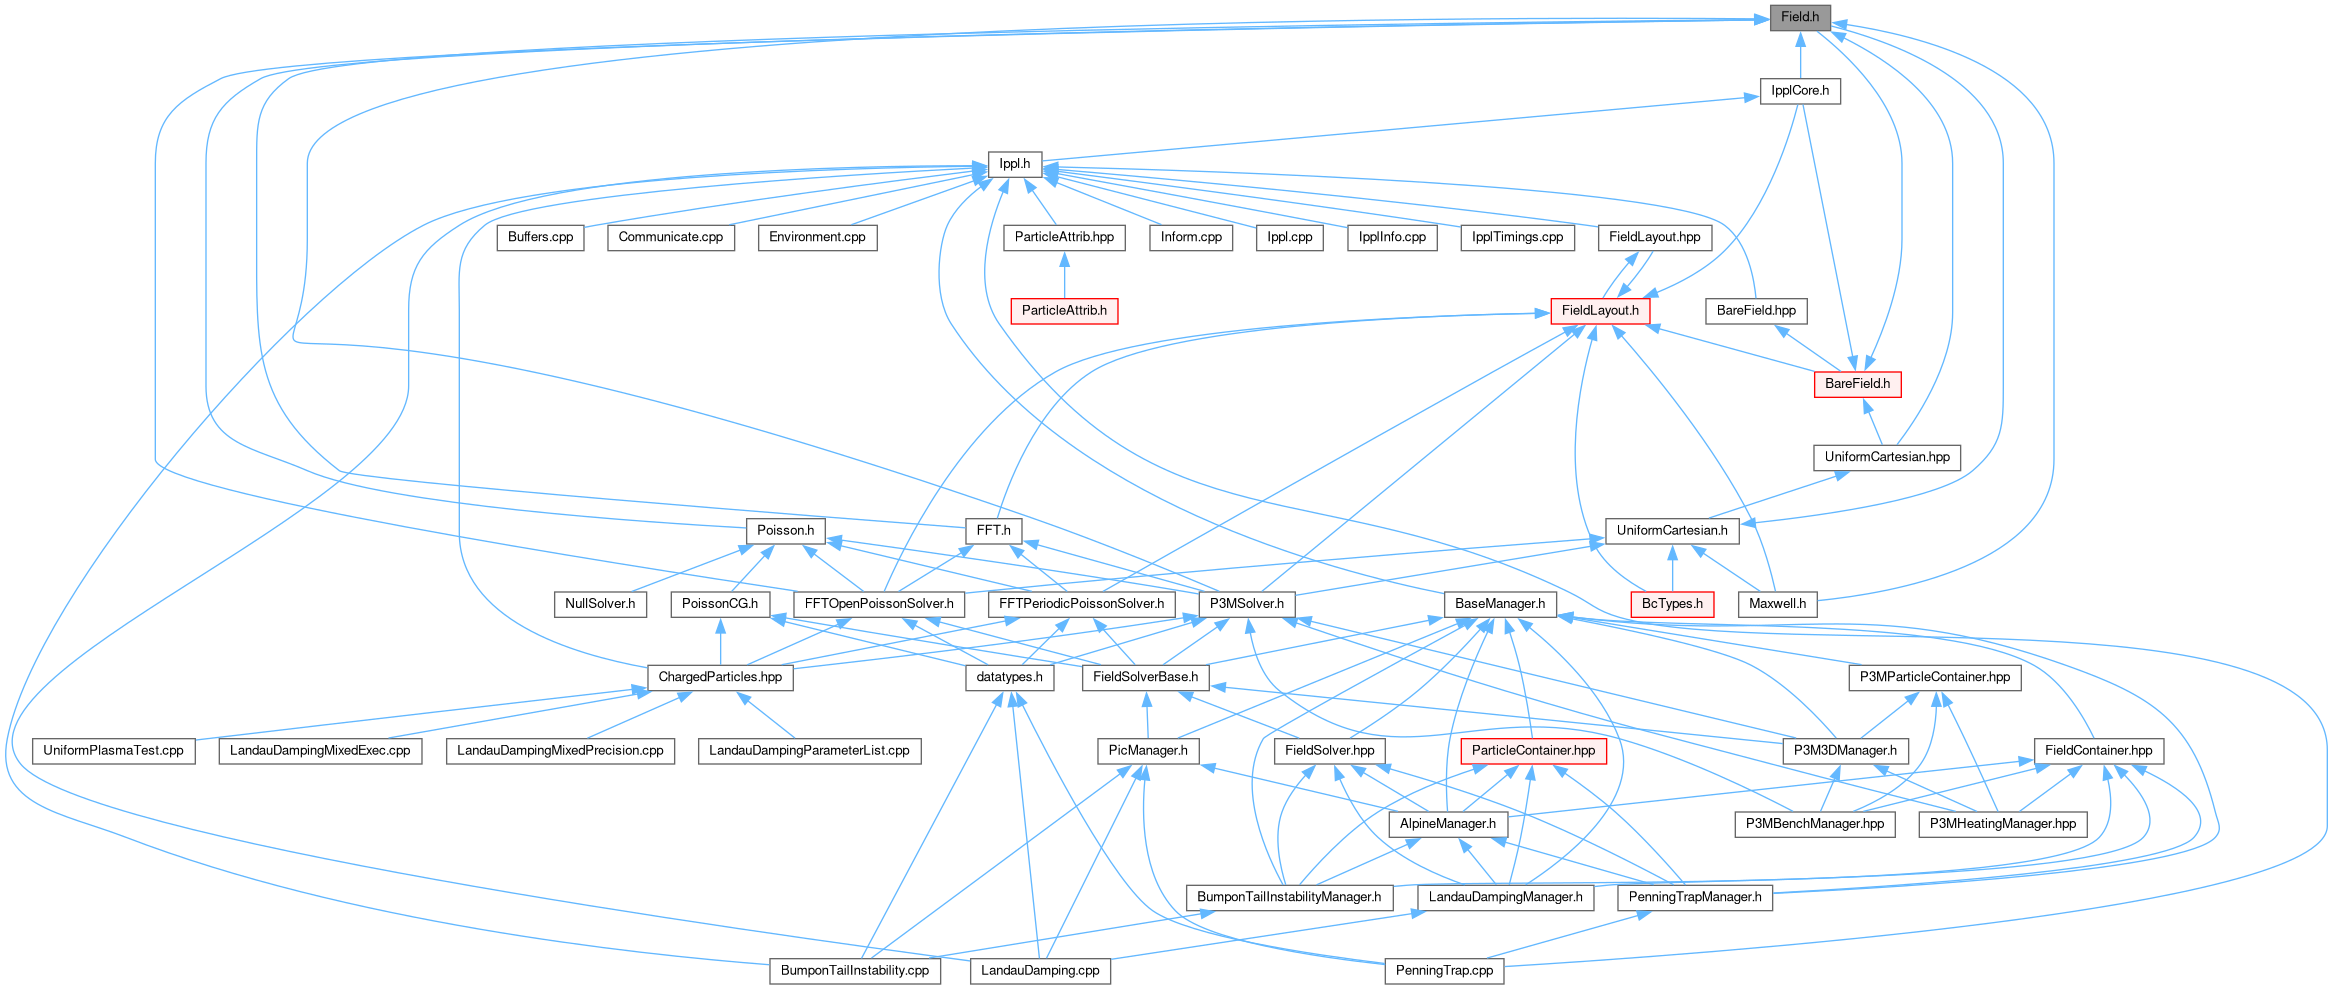 Field.h
IpplCore.h
Ippl.h
Buffers.cpp
Communicate.cpp
Environment.cpp
ParticleAttrib.hpp
Inform.cpp
Ippl.cpp
IpplInfo.cpp
IpplTimings.cpp
FieldLayout.hpp
ParticleAttrib.h
FieldLayout.h
BareField.hpp
BareField.h
UniformCartesian.hpp
Poisson.h
FFT.h
UniformCartesian.h
NullSolver.h
PoissonCG.h
FFTOpenPoissonSolver.h
FFTPeriodicPoissonSolver.h
P3MSolver.h
BaseManager.h
BcTypes.h
Maxwell.h
ChargedParticles.hpp
datatypes.h
FieldSolverBase.h
P3MParticleContainer.hpp
UniformPlasmaTest.cpp
LandauDampingMixedExec.cpp
LandauDampingMixedPrecision.cpp
LandauDampingParameterList.cpp
PicManager.h
FieldSolver.hpp
ParticleContainer.hpp
P3M3DManager.h
FieldContainer.hpp
AlpineManager.h
P3MBenchManager.hpp
P3MHeatingManager.hpp
BumponTailInstabilityManager.h
LandauDampingManager.h
PenningTrapManager.h
BumponTailInstability.cpp
LandauDamping.cpp
PenningTrap.cpp